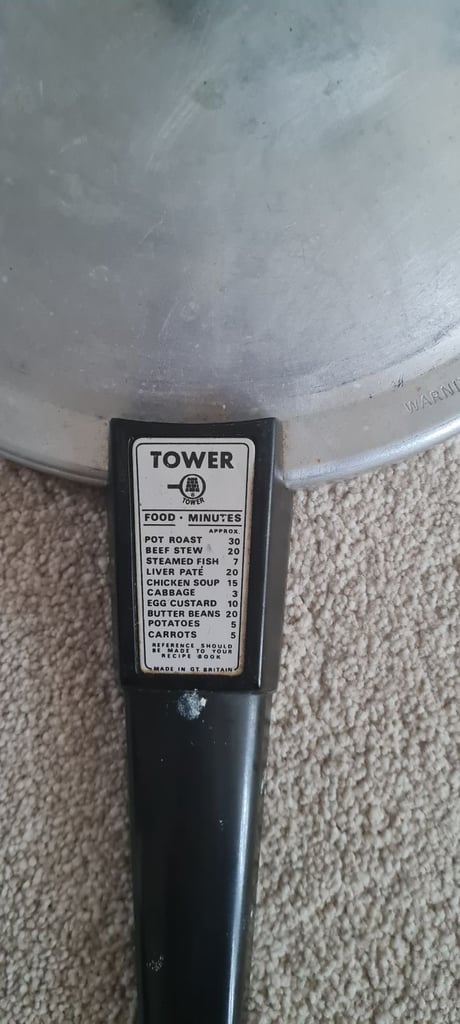 WARNI
TOWER
TOWER
FOOD · MINUTES
APPROX.
POT ROAST 30
BEEF STEW 20
STEAMED FISH 7
LIVER PATÉ 20
CHICKEN SOUP 15
CABBAGE 3
EGG CUSTARD 10
BUTTER BEANS 20
POTATOES 5
CARROTS 5
REFERENCE SHOULD
BE MADE TO YOUR
RECIPE BOOK
MADE IN GT. BRITAIN